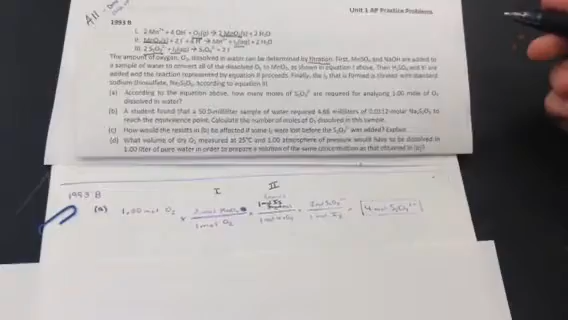 All -
Unit 1 AP Practice Problems
1993 B
I. 2 Mn²⁺ + 4 OH⁻ + O₂(g) → 2 MnO₂(s) + 2 H₂O
II. MnO₂(s) + 2 I⁻ + 4 H⁺ → Mn²⁺ + I₂(aq) + 2 H₂O
III. 2 S₂O₃²⁻ + I₂(aq) → S₄O₆²⁻ + 2 I⁻
The amount of oxygen, O₂, dissolved in water can be determined by titration. First, MnSO₄ and NaOH are added to
a sample of water to convert all of the dissolved O₂ to MnO₂, as shown in equation I above. Then H₂SO₄ and KI are
added and the reaction represented by equation II proceeds. Finally, the I₂ that is formed is titrated with standard
sodium thiosulfate, Na₂S₂O₃, according to equation III.
(a) According to the equation above, how many moles of S₂O₃²⁻ are required for analyzing 1.00 mole of O₂
dissolved in water?
(b) A student found that a 50.0-milliliter sample of water required 4.86 milliliters of 0.0112-molar Na₂S₂O₃ to
reach the equivalence point. Calculate the number of moles of O₂ dissolved in this sample.
(c) How would the results in (b) be affected if some I₂ were lost before the S₂O₃²⁻ was added? Explain.
(d) What volume of dry O₂ measured at 25°C and 1.00 atmosphere of pressure would have to be dissolved in
1.00 liter of pure water in order to prepare a solution of the same concentration as that obtained in (b)?
I II
1993 B
(a) 1.00 mol O₂ × 2 mol MnO₂ × 1 mol I₂ × 2 mol S₂O₃²⁻ = 4 mol S₂O₃²⁻
1 mol O₂ 1 mol MnO₂ 1 mol I₂